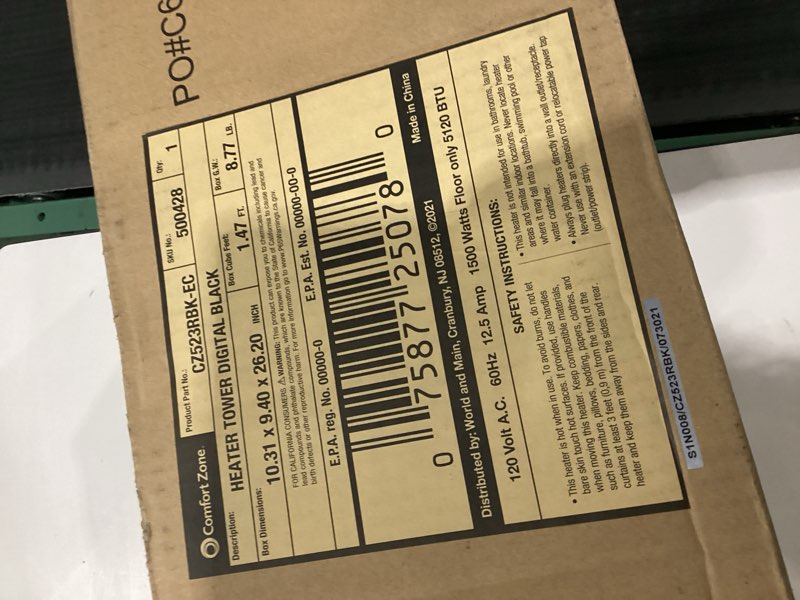 PO#C6
Comfort Zone®
Product Part No.: CZ523RBK-EC
SKU No.: 500428
Qty: 1
Description: HEATER TOWER DIGITAL BLACK
Box Dimensions: 10.31 x 9.40 x 26.20 INCH
Box Cube Feet: 1.47 FT.
Box G.W.: 8.77 LB.
FOR CALIFORNIA CONSUMERS ⚠ WARNING: This product can expose you to chemicals including lead and
lead compounds and phthalate compounds, which are known to the State of California to cause cancer and
birth defects or other reproductive harm. For more information go to www.P65warnings.ca.gov.
E.P.A. reg. No. 00000-0 E.P.A. Est. No. 00000-00-0
0 75877 25078 0
Distributed by: World and Main, Cranbury, NJ 08512, ©2021 Made in China
120 Volt A.C. 60Hz 12.5 Amp 1500 Watts Floor only 5120 BTU
SAFETY INSTRUCTIONS:
• This heater is hot when in use. To avoid burns, do not let
bare skin touch hot surfaces. If provided, use handles
when moving this heater. Keep combustible materials,
such as furniture, pillows, bedding, papers, clothes, and
curtains at least 3 feet (0,9 m) from the front of the
heater and keep them away from the sides and rear.
• This heater is not intended for use in bathrooms, laundry
areas and similar indoor locations. Never locate heater
where it may fall into a bathtub, swimming pool or other
water container.
• Always plug heaters directly into a wall outlet/receptacle.
Never use with an extension cord or relocatable power tap
(outlet/power strip).
S1N008/CZ523RBK/073021